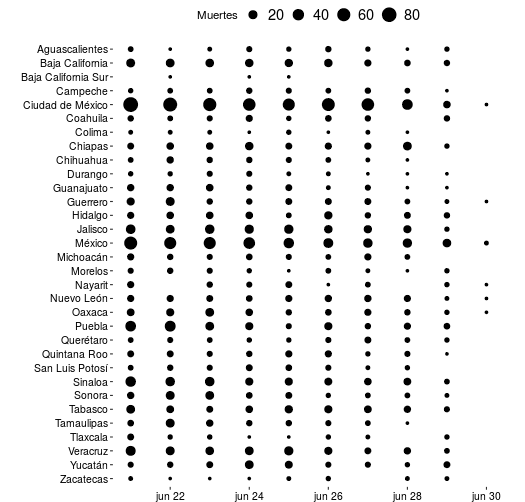 Muertes 20 40 60 80
Aguascalientes
Baja California
Baja California Sur
Campeche
Ciudad de México
Coahuila
Colima
Chiapas
Chihuahua
Durango
Guanajuato
Guerrero
Hidalgo
Jalisco
México
Michoacán
Morelos
Nayarit
Nuevo León
Oaxaca
Puebla
Querétaro
Quintana Roo
San Luis Potosí
Sinaloa
Sonora
Tabasco
Tamaulipas
Tlaxcala
Veracruz
Yucatán
Zacatecas
jun 22 jun 24 jun 26 jun 28 jun 30